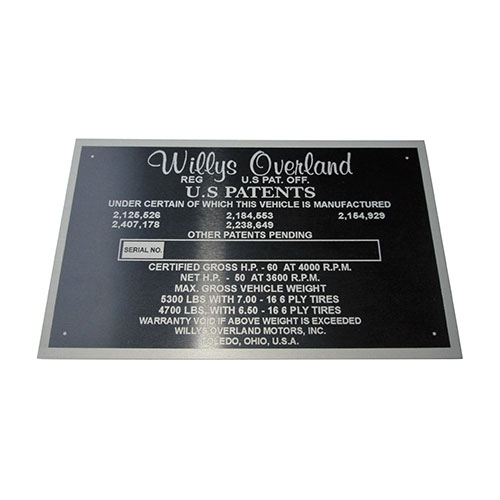 Willys Overland
REG U.S PAT. OFF.
U.S PATENTS
UNDER CERTAIN OF WHICH THIS VEHICLE IS MANUFACTURED
2,125,526 2,184,553 2,154,929
2,407,178 2,238,649
OTHER PATENTS PENDING
SERIAL NO.
CERTIFIED GROSS H.P. - 60 AT 4000 R.P.M.
NET H.P. - 50 AT 3600 R.P.M.
MAX. GROSS VEHICLE WEIGHT
5300 LBS WITH 7.00 - 16 6 PLY TIRES
4700 LBS. WITH 6.50 - 16 6 PLY TIRES
WARRANTY VOID IF ABOVE WEIGHT IS EXCEEDED
WILLYS OVERLAND MOTORS, INC.
TOLEDO, OHIO, U.S.A.